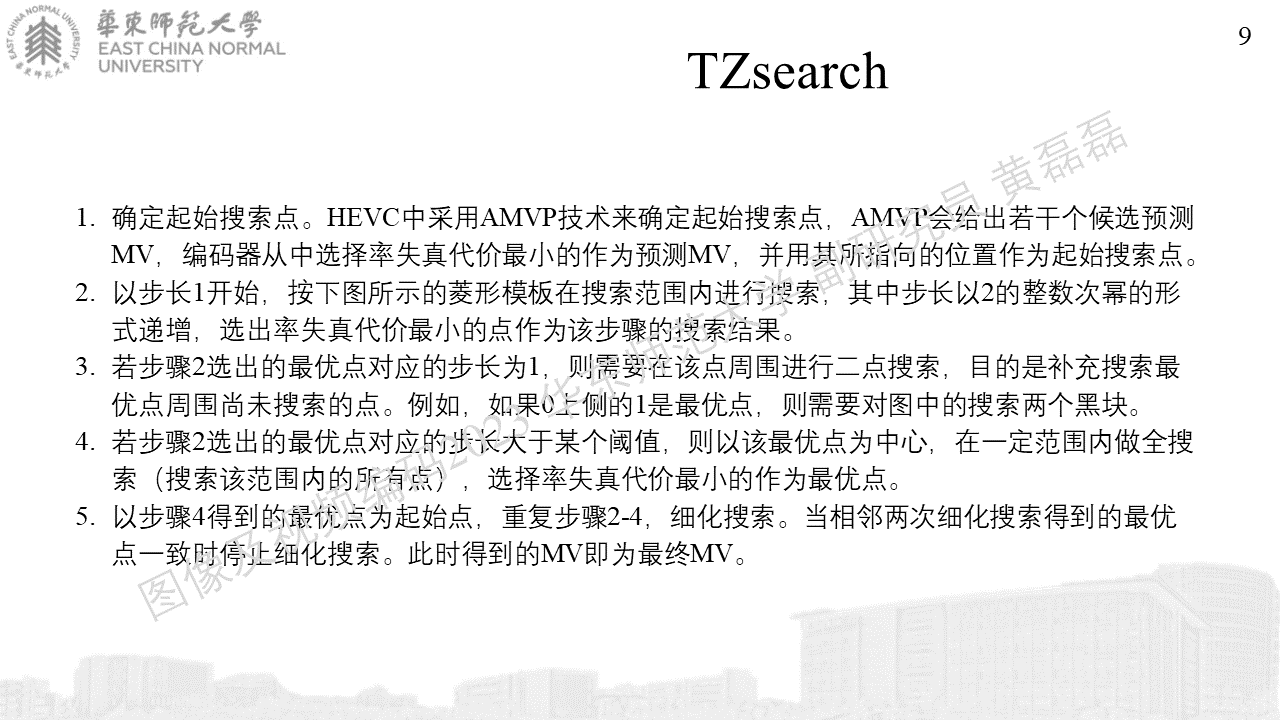 華東師範大學
EAST CHINA NORMAL
UNIVERSITY
9
TZsearch
1. 确定起始搜索点。HEVC中采用AMVP技术来确定起始搜索点，AMVP会给出若干个候选预测
MV，编码器从中选择率失真代价最小的作为预测MV，并用其所指向的位置作为起始搜索点。
2. 以步长1开始，按下图所示的菱形模板在搜索范围内进行搜索，其中步长以2的整数次幂的形
式递增，选出率失真代价最小的点作为该步骤的搜索结果。
3. 若步骤2选出的最优点对应的步长为1，则需要在该点周围进行二点搜索，目的是补充搜索最
优点周围尚未搜索的点。例如，如果0上侧的1是最优点，则需要对图中的搜索两个黑块。
4. 若步骤2选出的最优点对应的步长大于某个阈值，则以该最优点为中心，在一定范围内做全搜
索（搜索该范围内的所有点），选择率失真代价最小的作为最优点。
5. 以步骤4得到的最优点为起始点，重复步骤2-4，细化搜索。当相邻两次细化搜索得到的最优
点一致时停止细化搜索。此时得到的MV即为最终MV。
图像及视频编码2023 华东师范大学 副研究员 黄磊磊
EAST CHINA NORMAL UNIVERSITY
華東師范大學